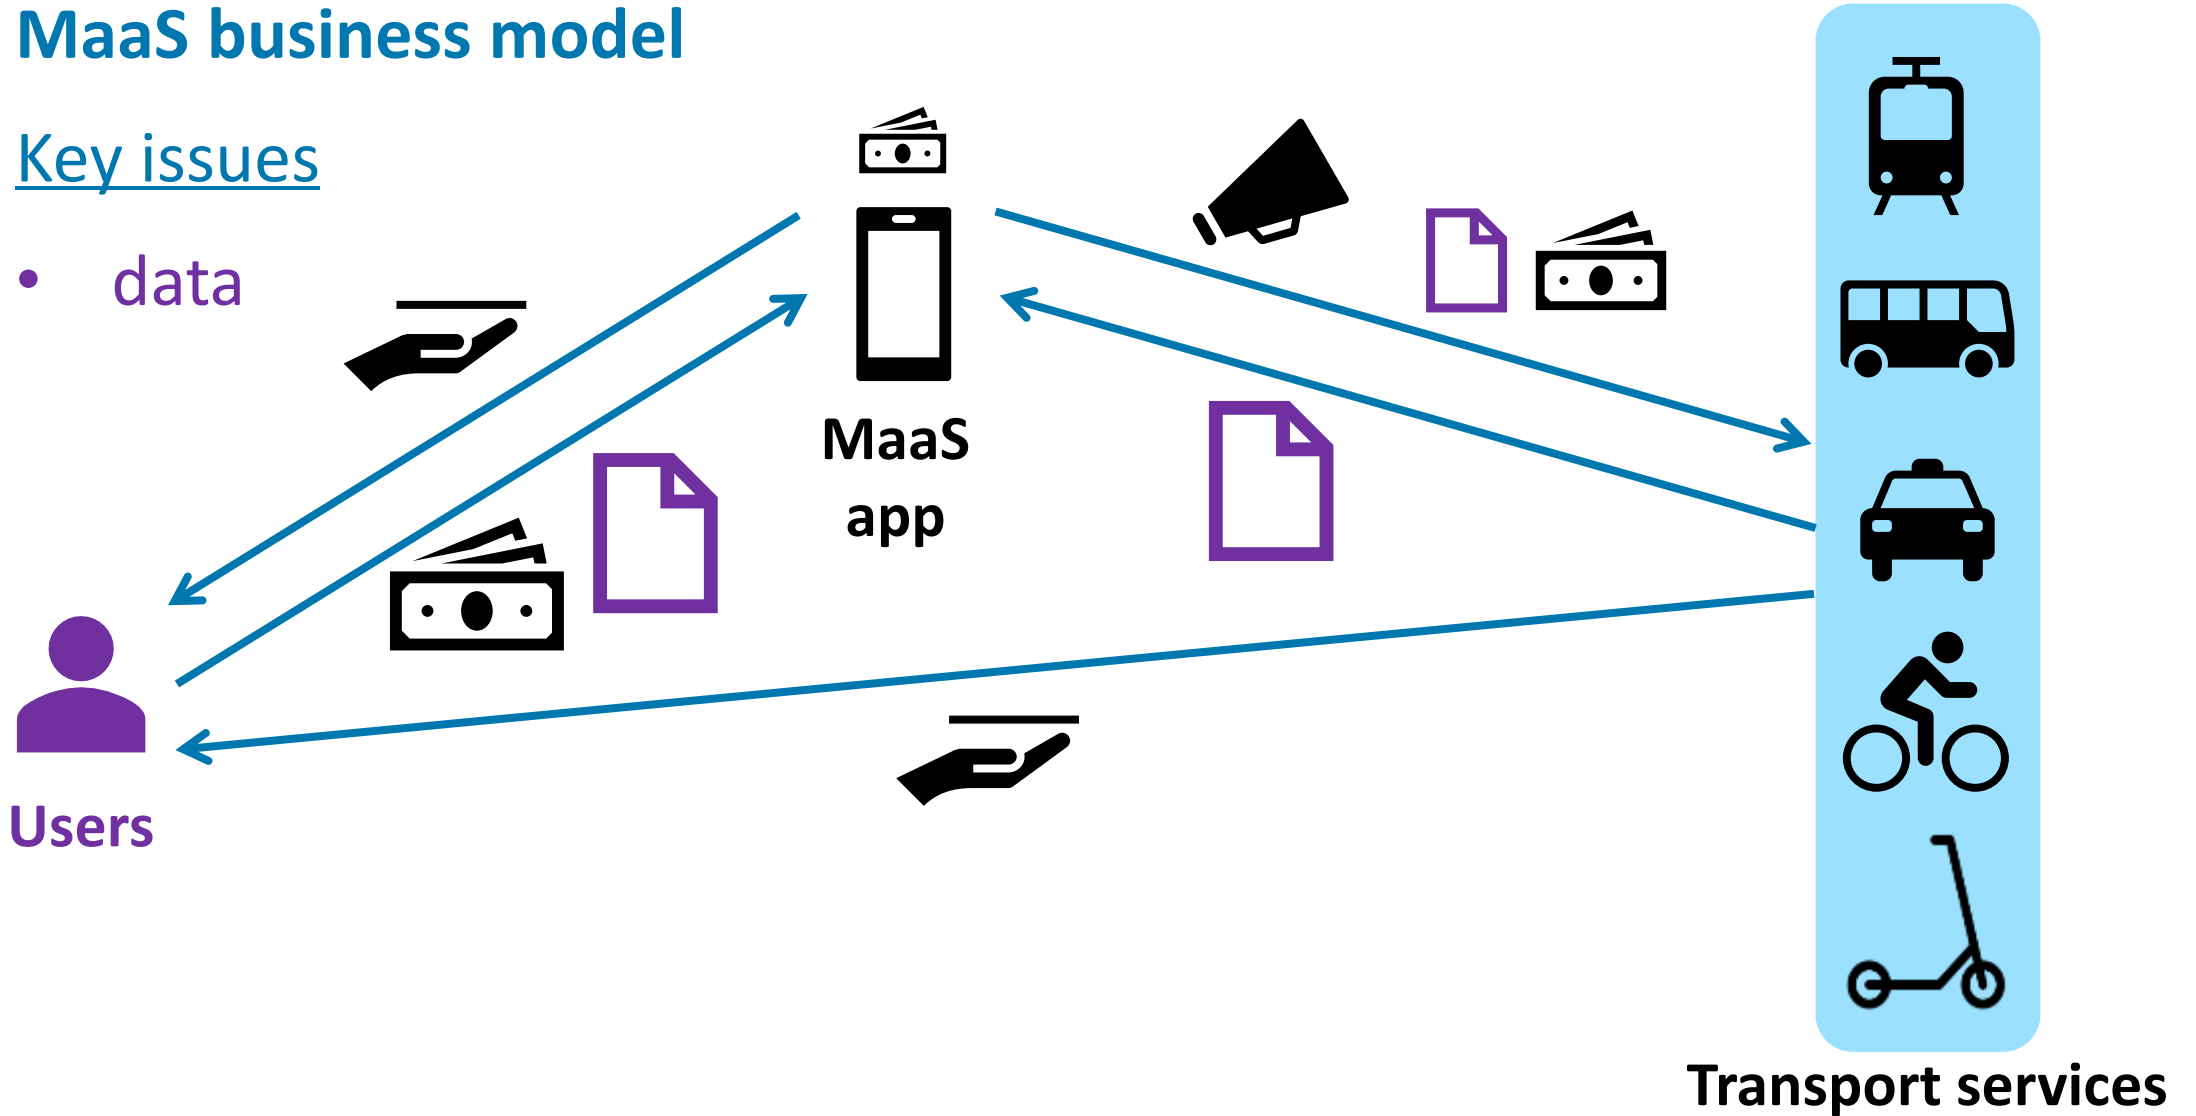 MaaS business model
Key issues
• data
MaaS
app
Users
Transport services